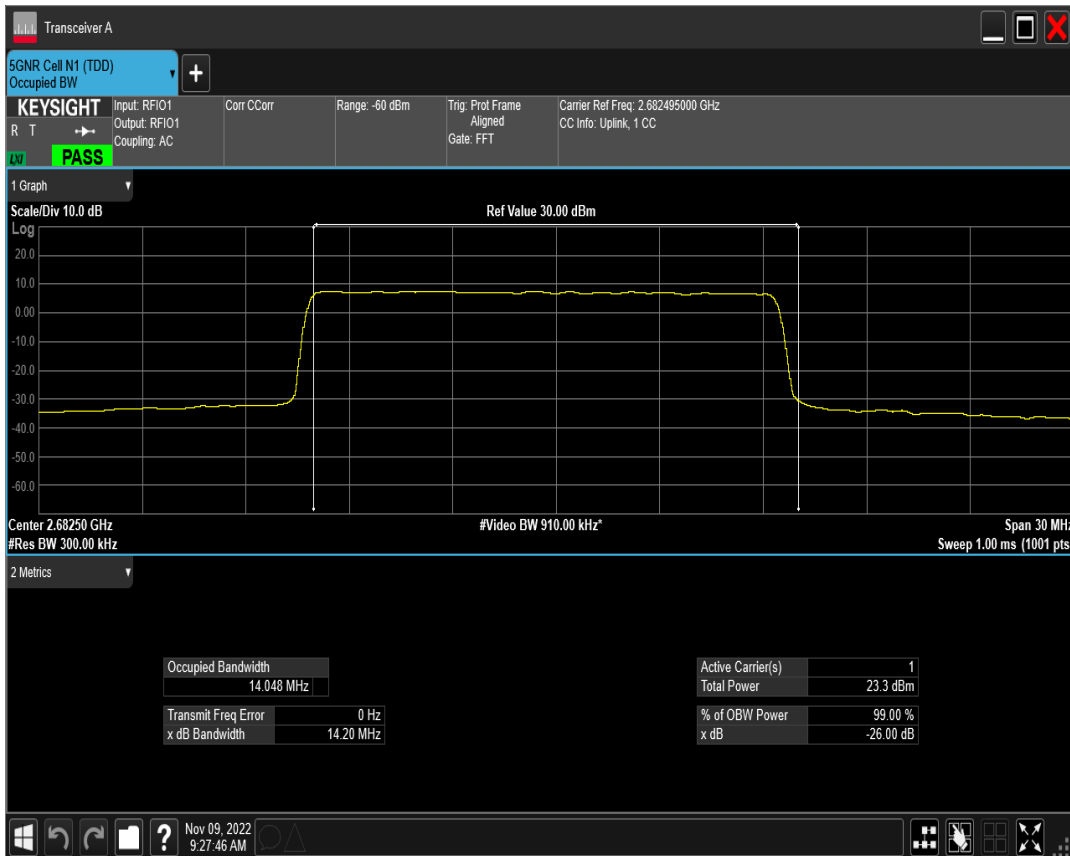 Transceiver A
5GNR Cell N1 (TDD)
Occupied BW
+
KEYSIGHT
R T
LXI
PASS
Input: RFIO1
Output: RFIO1
Coupling: AC
Corr CCorr
Range: -60 dBm
Trig: Prot Frame
Aligned
Gate: FFT
Carrier Ref Freq: 2.682495000 GHz
CC Info: Uplink, 1 CC
1 Graph
Scale/Div 10.0 dB
Ref Value 30.00 dBm
Log
20.0
10.0
0.00
-10.0
-20.0
-30.0
-40.0
-50.0
-60.0
Center 2.68250 GHz
#Video BW 910.00 kHz*
Span 30 MHz
#Res BW 300.00 kHz
Sweep 1.00 ms (1001 pts
2 Metrics
Occupied Bandwidth
14.048 MHz
Transmit Freq Error 0 Hz
x dB Bandwidth 14.20 MHz
Active Carrier(s) 1
Total Power 23.3 dBm
% of OBW Power 99.00 %
x dB -26.00 dB
?
Nov 09, 2022
9:27:46 AM